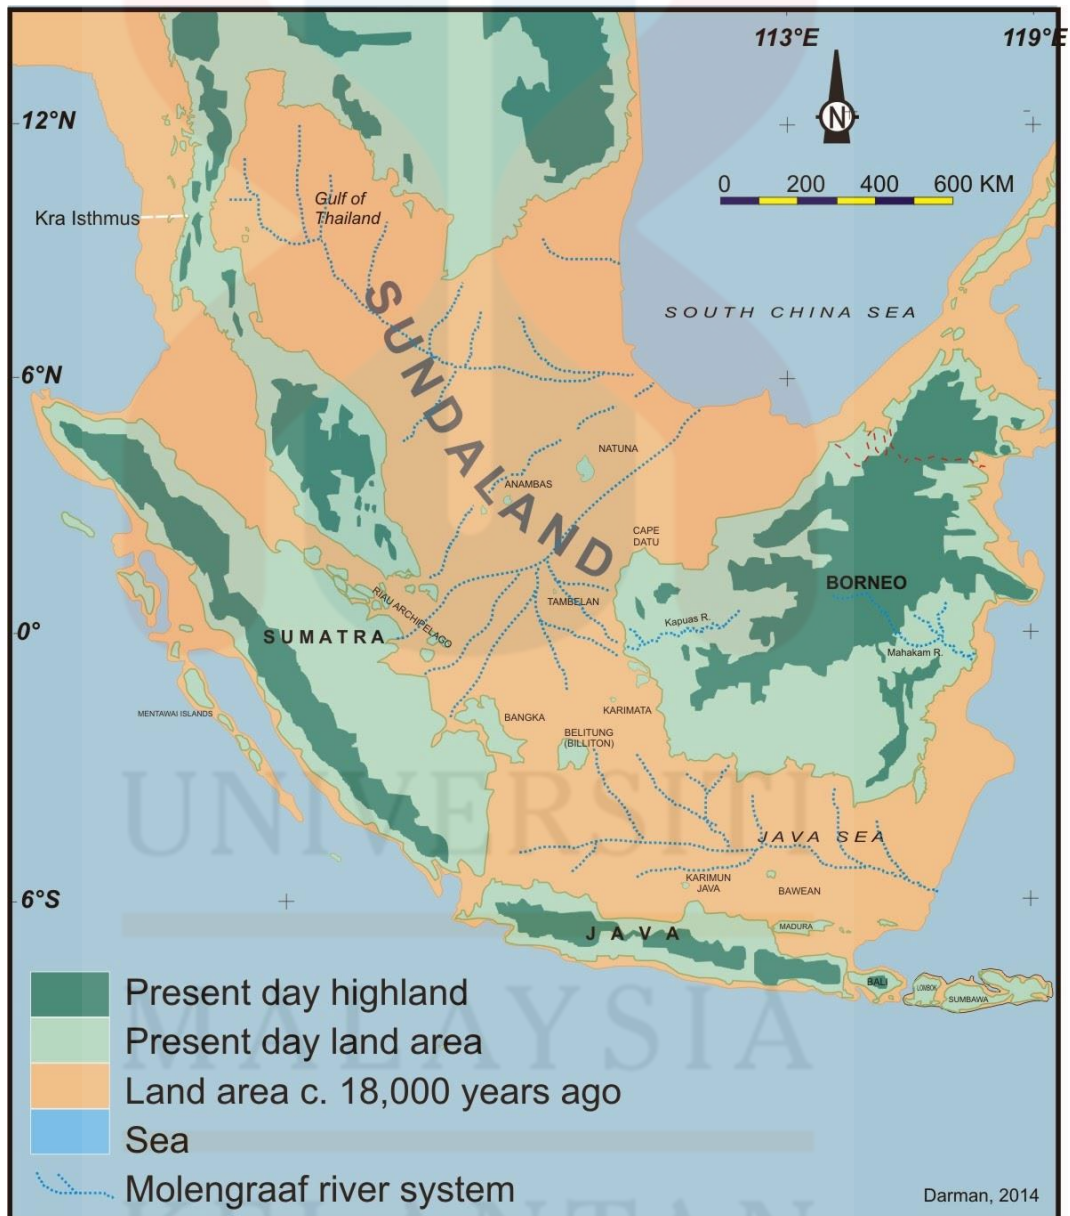 113°E
119°E
12°N
N
0 200 400 600 KM
Kra Isthmus
Gulf of
Thailand
SOUTH CHINA SEA
SUNDALAND
6°N
NATUNA
ANAMBAS
CAPE
DATU
BORNEO
RIAU ARCHIPELAGO
TAMBELAN
Kapuas R.
0°
SUMATRA
Mahakam R.
MENTAWAI ISLANDS
BANGKA
KARIMATA
BELITUNG
(BILLITON)
UNIVERSITI
JAVA SEA
KARIMUN
JAVA
BAWEAN
6°S
MADURA
JAVA
BALI
LOMBOK
SUMBAWA
Present day highland
MALAYSIA
Present day land area
Land area c. 18,000 years ago
Sea
Molengraaf river system
KELANTAN
Darman, 2014